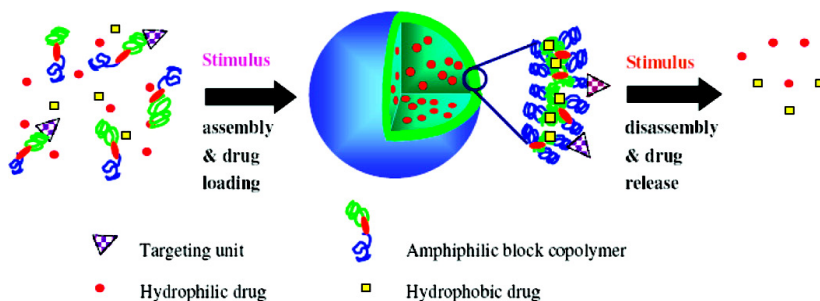 Stimulus
assembly
& drug
loading
Stimulus
disassembly
& drug
release
Targeting unit
Amphiphilic block copolymer
Hydrophilic drug
Hydrophobic drug